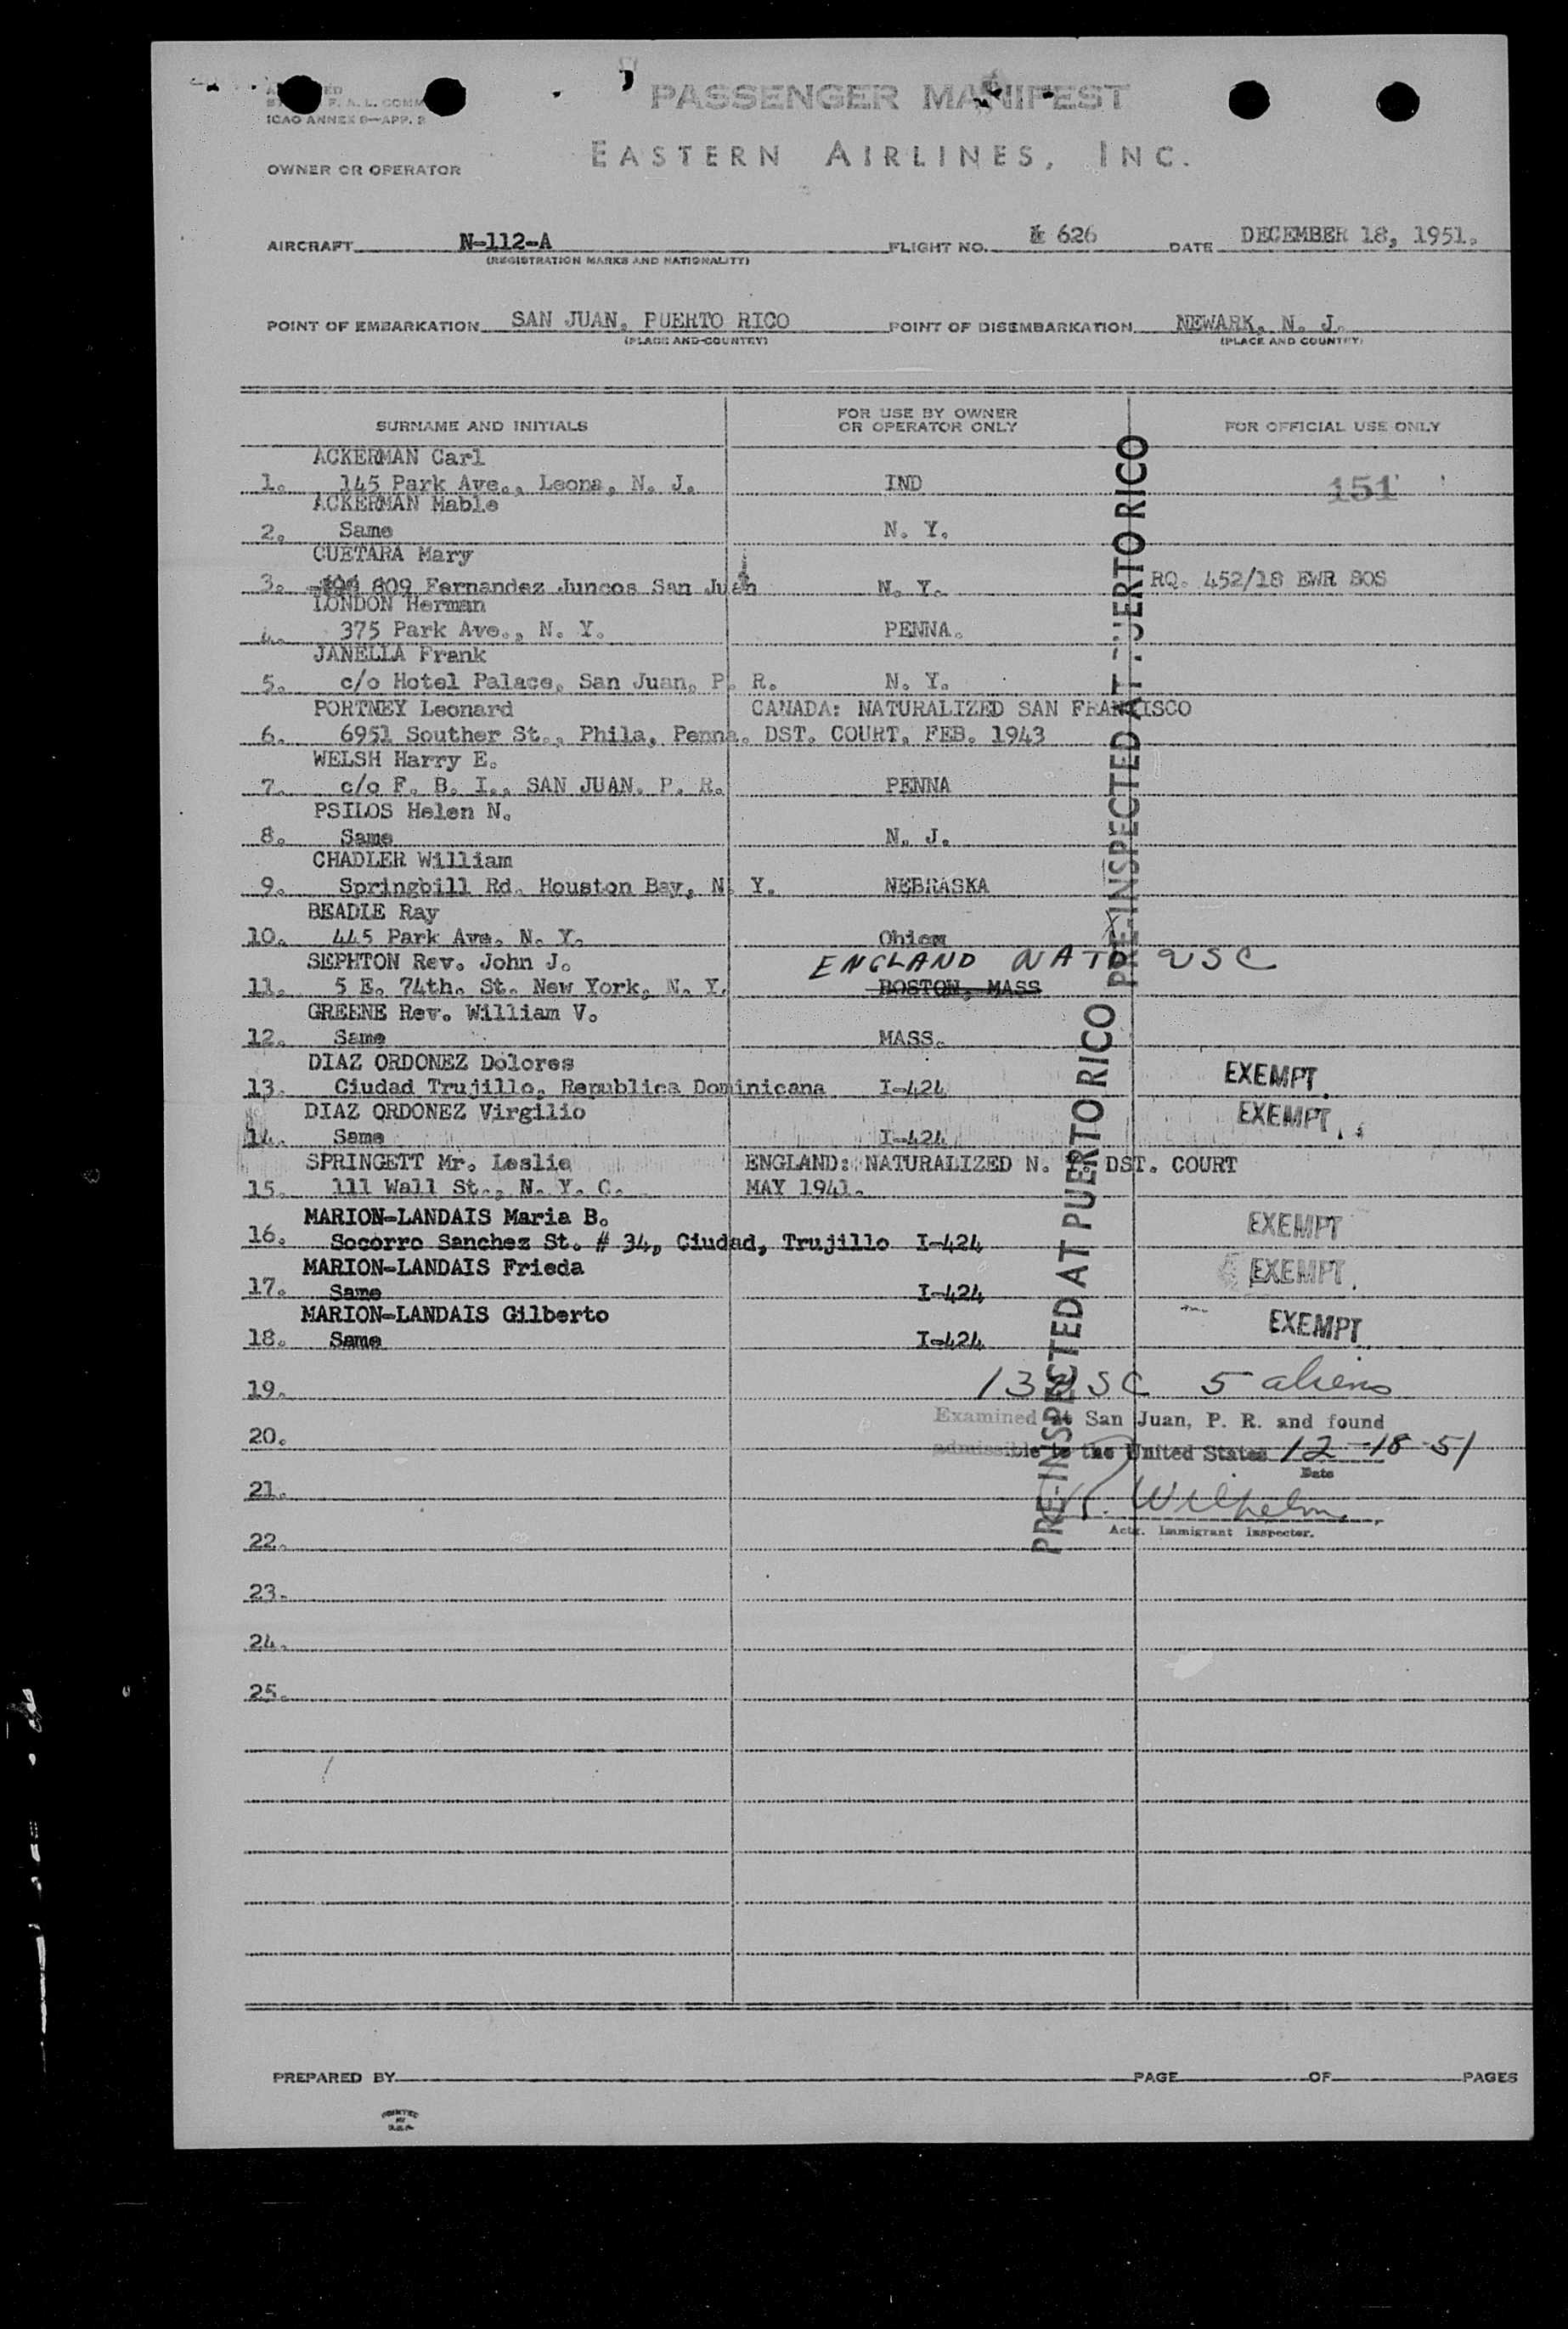 F. A. L. COMM
ICAO ANNEX 9—APP. 2
PASSENGER MANIFEST
EASTERN AIRLINES, INC.
OWNER OR OPERATOR
AIRCRAFT N-112-A FLIGHT NO. 626 DATE DECEMBER 18, 1951.
(REGISTRATION MARKS AND NATIONALITY)
POINT OF EMBARKATION SAN JUAN, PUERTO RICO POINT OF DISEMBARKATION NEWARK, N. J.
(PLACE AND COUNTRY) (PLACE AND COUNTRY)
SURNAME AND INITIALS FOR USE BY OWNER OR OPERATOR ONLY FOR OFFICIAL USE ONLY
ACKERMAN Carl
1. 145 Park Ave., Leona, N. J. IND 151
ACKERMAN Mable
2. Same N. Y.
CUETARA Mary
3. 809 Fernandez Juncos San Juan N. Y. RQ. 452/18 EWR BOS
LONDON Herman
4. 375 Park Ave., N. Y. PENNA.
JANELLA Frank
5. c/o Hotel Palace, San Juan, P. R. N. Y.
PORTNEY Leonard CANADA: NATURALIZED SAN FRANCISCO
6. 6951 Souther St., Phila, Penna. DST. COURT, FEB. 1943
WELSH Harry E.
7. c/o F. B. I., SAN JUAN, P. R. PENNA
PSILOS Helen N.
8. Same N. J.
CHADLER William
9. Springbill Rd. Houston Bay, N. Y. NEBRASKA
BEADLE Ray
10. 445 Park Ave. N. Y. Ohiem
SEPHTON Rev. John J. ENGLAND NATD USC
11. 5 E. 74th. St. New York, N. Y. BOSTON, MASS
GREENE Rev. William V.
12. Same MASS.
DIAZ ORDONEZ Dolores
13. Ciudad Trujillo, Republica Dominicana I-424 EXEMPT
DIAZ ORDONEZ Virgilio
14. Same I-424 EXEMPT
SPRINGETT Mr. Leslie ENGLAND: NATURALIZED N. Y. DST. COURT
15. 111 Wall St., N. Y. C. MAY 1941.
MARION-LANDAIS Maria B.
16. Socorro Sanchez St. # 34, Ciudad, Trujillo I-424 EXEMPT
MARION-LANDAIS Frieda
17. Same I-424 EXEMPT
MARION-LANDAIS Gilberto
18. Same I-424 EXEMPT
19. 13 USC 5 aliens
Examined at San Juan, P. R. and found
20. admissible to the United States 12-18-51
Date
21. Wilhelm
Actg. Immigrant Inspector.
22.
23.
24.
25.
PRE-INSPECTED AT PUERTO RICO
PRE-INSPECTED AT PUERTO RICO
PREPARED BY PAGE OF PAGES
PRINTED
IN
U.S.A.